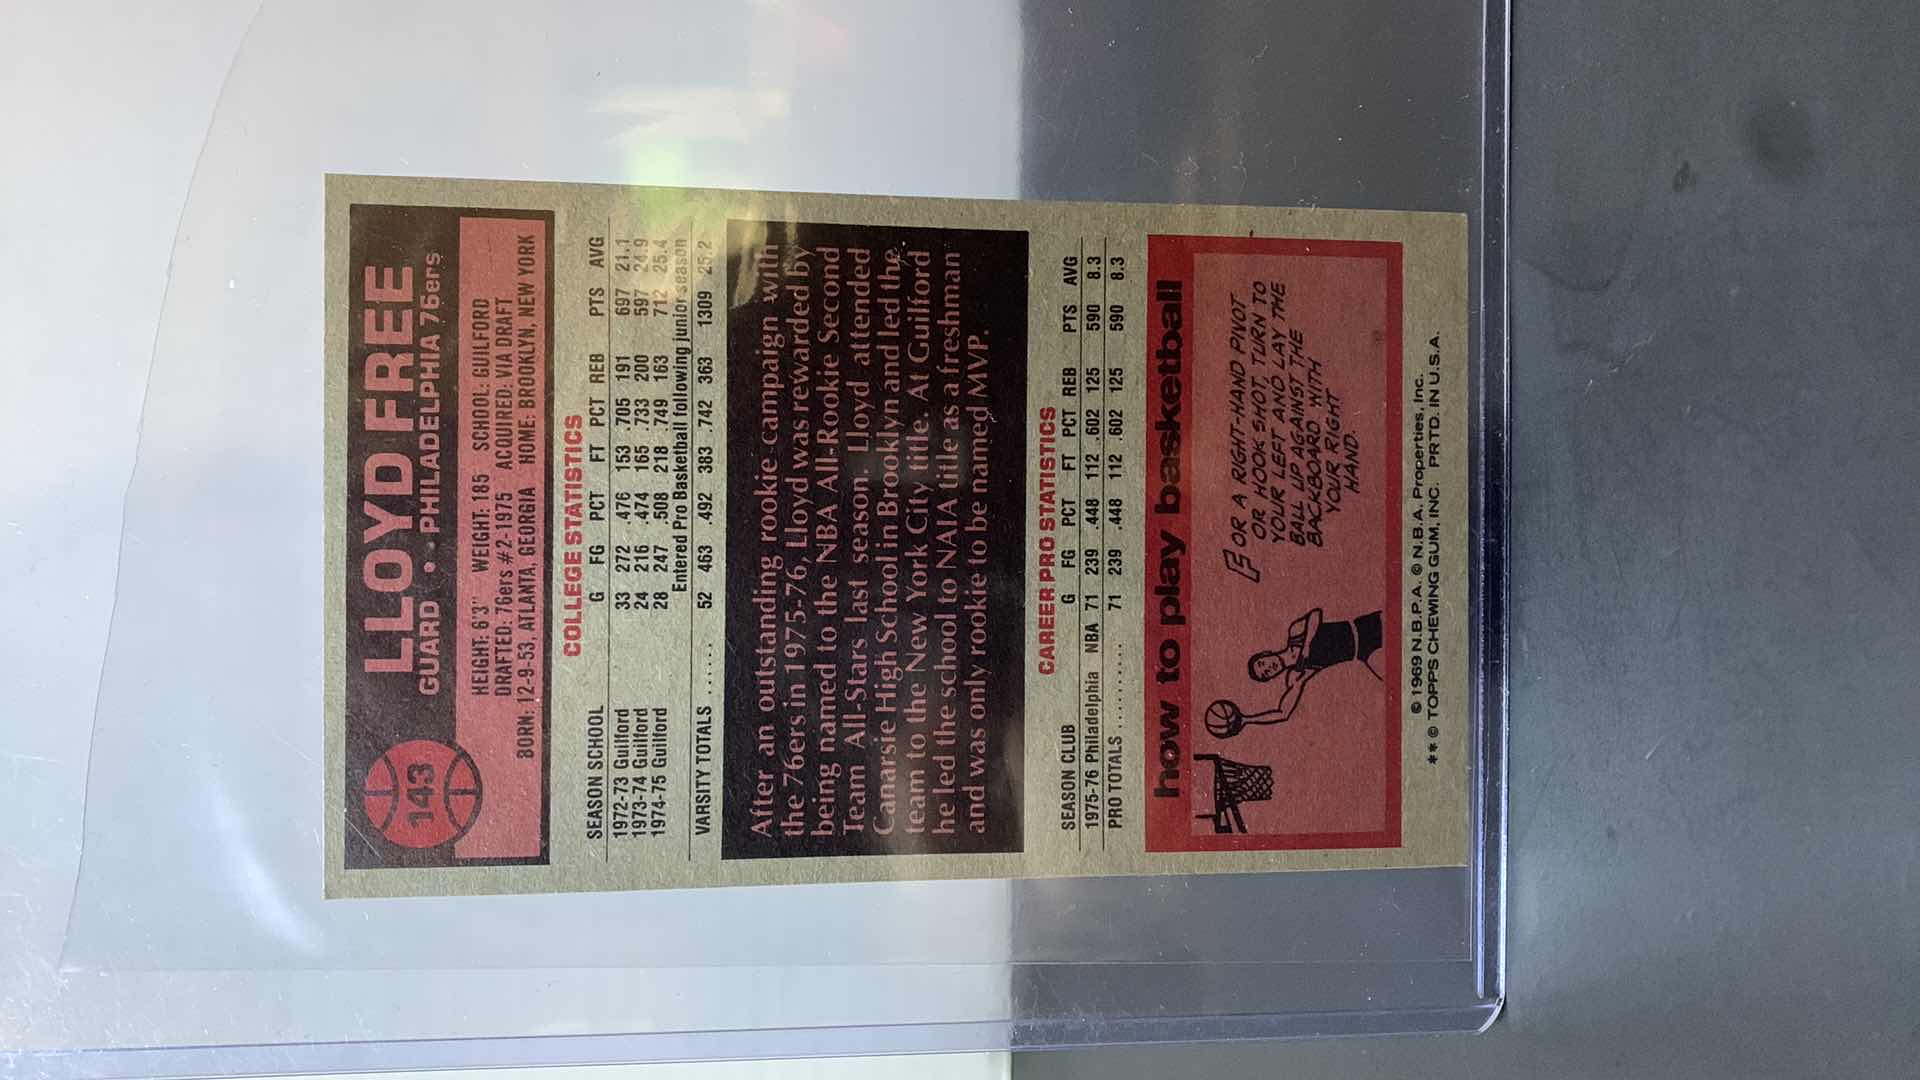 143
LLOYD FREE
GUARD • • PHILADELPHIA 76ers
HEIGHT: 6'3" WEIGHT: 185 SCHOOL: GUILFORD
DRAFTED: 76ers #2-1975 ACQUIRED: VIA DRAFT
BORN: 12-9-53, ATLANTA, GEORGIA HOME: BROOKLYN, NEW YORK
COLLEGE STATISTICS
SEASON SCHOOL G FG PCT FT PCT REB PTS AVG
1972-73 Guilford 33 272 .476 153 .705 191 697 21.1
1973-74 Guilford 24 216 .474 165 .733 200 597 24.9
1974-75 Guilford 28 247 .508 218 .749 163 712 25.4
Entered Pro Basketball following junior season
VARSITY TOTALS ...... 52 463 .492 383 .742 363 1309 25.2
After an outstanding rookie campaign with
the 76ers in 1975-76, Lloyd was rewarded by
being named to the NBA All-Rookie Second
Team All-Stars last season. Lloyd attended
Canarsie High School in Brooklyn and led the
team to the New York City title. At Guilford
he led the school to NAIA title as a freshman
and was only rookie to be named MVP.
CAREER PRO STATISTICS
SEASON CLUB G FG PCT FT PCT REB PTS AVG
1975-76 Philadelphia NBA 71 239 .448 112 .602 125 590 8.3
PRO TOTALS .......... 71 239 .448 112 .602 125 590 8.3
how to play basketball
FOR A RIGHT-HAND PIVOT
OR HOOK SHOT, TURN TO
YOUR LEFT AND LAY THE
BALL UP AGAINST THE
BACKBOARD WITH
YOUR RIGHT
HAND.
© 1969 N.B.P.A. © N.B.A. Properties, Inc.
** © TOPPS CHEWING GUM, INC. PRTD. IN U.S.A.